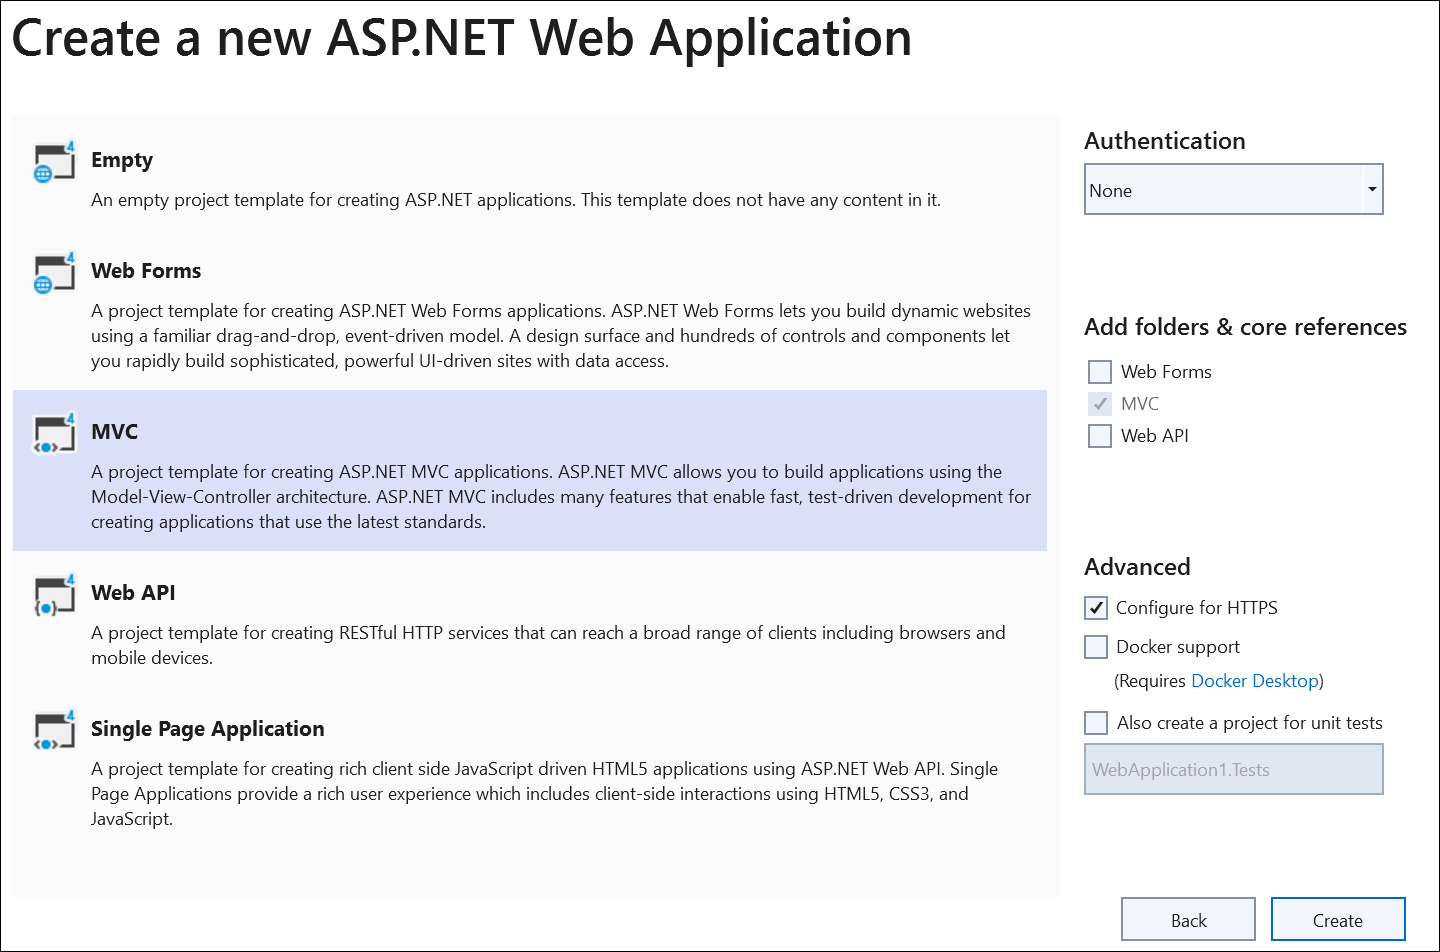 Create a new ASP.NET Web Application
4
Empty
An empty project template for creating ASP.NET applications. This template does not have any content in it.
4
Web Forms
A project template for creating ASP.NET Web Forms applications. ASP.NET Web Forms lets you build dynamic websites
using a familiar drag-and-drop, event-driven model. A design surface and hundreds of controls and components let
you rapidly build sophisticated, powerful UI-driven sites with data access.
4
MVC
A project template for creating ASP.NET MVC applications. ASP.NET MVC allows you to build applications using the
Model-View-Controller architecture. ASP.NET MVC includes many features that enable fast, test-driven development for
creating applications that use the latest standards.
4
Web API
A project template for creating RESTful HTTP services that can reach a broad range of clients including browsers and
mobile devices.
4
Single Page Application
A project template for creating rich client side JavaScript driven HTML5 applications using ASP.NET Web API. Single
Page Applications provide a rich user experience which includes client-side interactions using HTML5, CSS3, and
JavaScript.
Authentication
None
Add folders & core references
Web Forms
MVC
Web API
Advanced
Configure for HTTPS
Docker support
(Requires Docker Desktop)
Also create a project for unit tests
WebApplication1.Tests
Back
Create